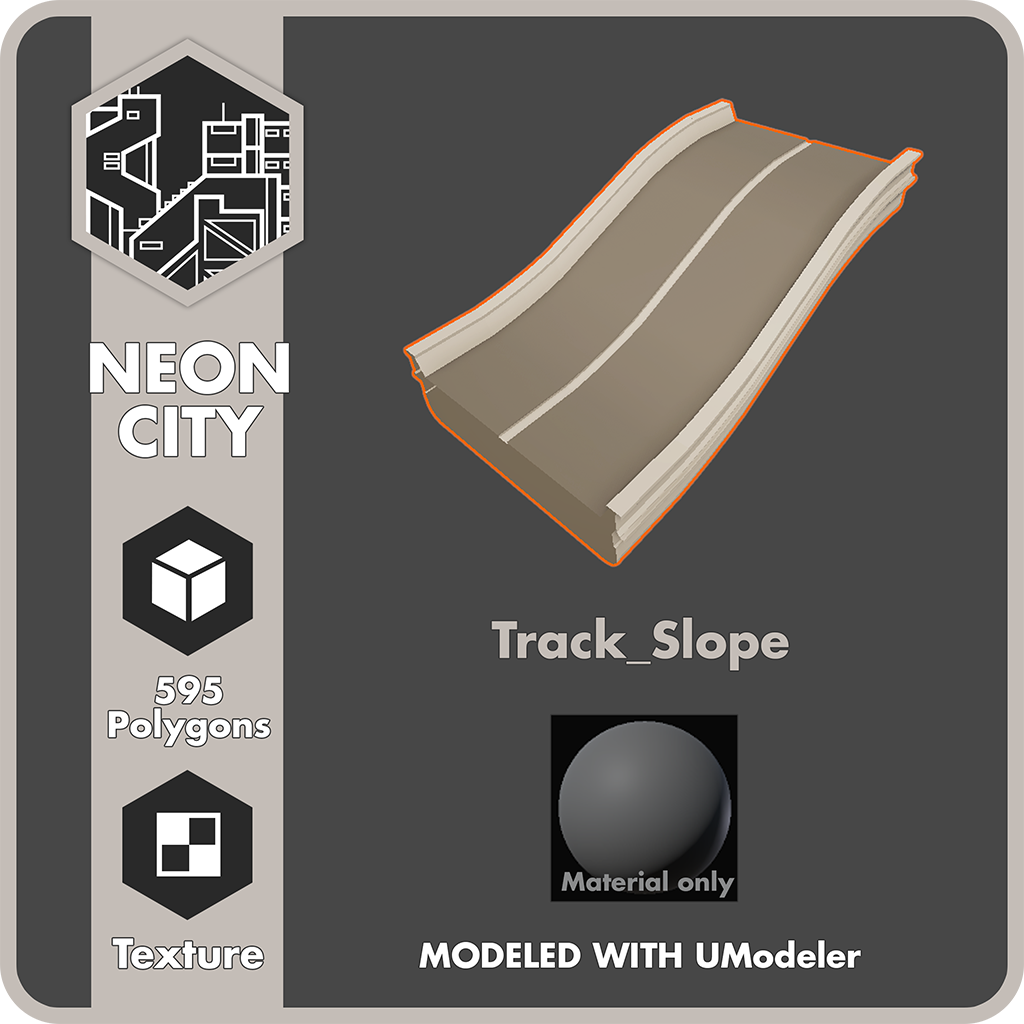 NEON
CITY
595
Polygons
Texture
Track_Slope
Material only
MODELED WITH UModeler